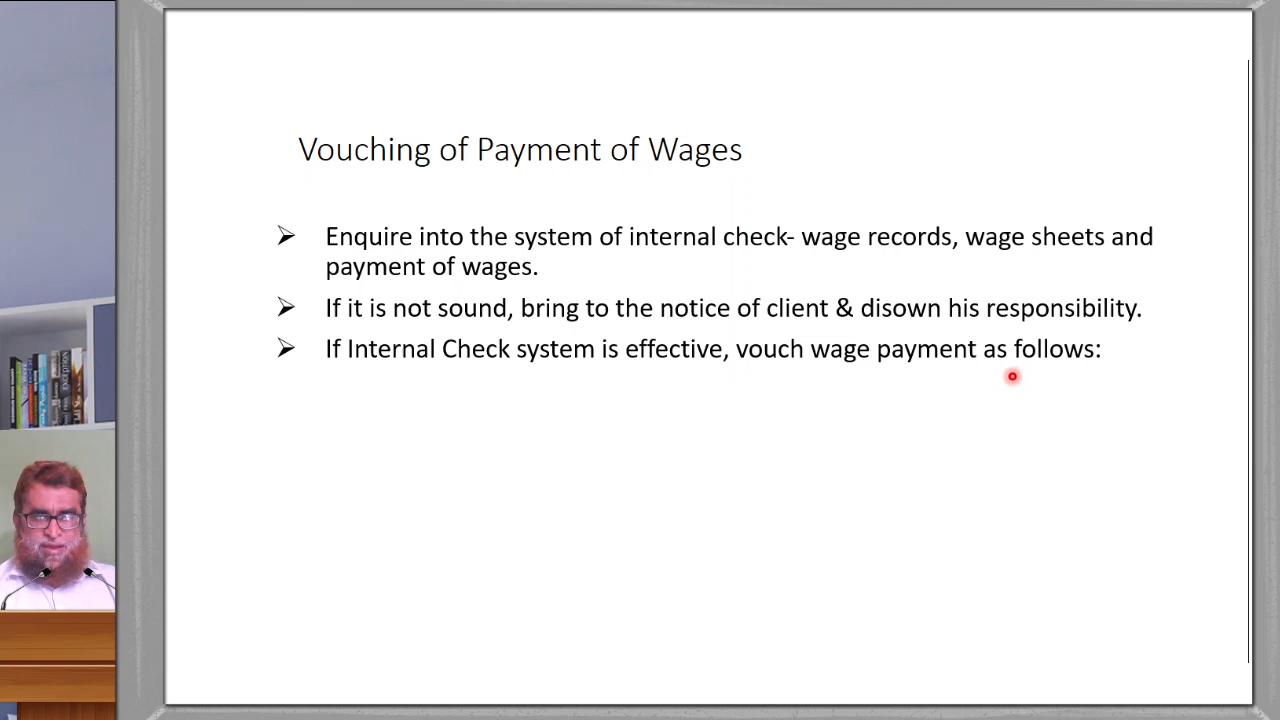 Vouching of Payment of Wages
➢ Enquire into the system of internal check- wage records, wage sheets and
payment of wages.
➢ If it is not sound, bring to the notice of client & disown his responsibility.
➢ If Internal Check system is effective, vouch wage payment as follows: